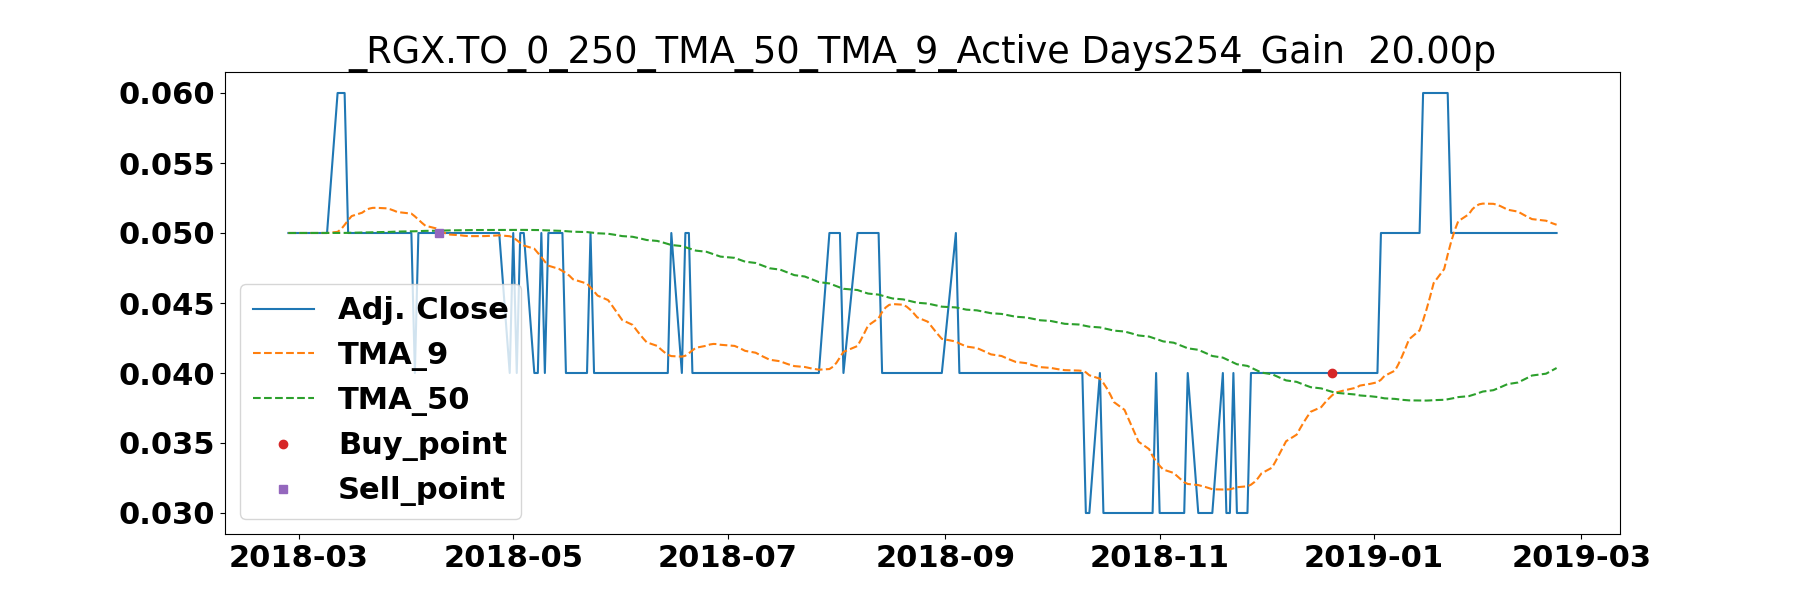 _RGX.TO_0_250_TMA_50_TMA_9_Active Days254_Gain  20.00p
0.060
0.055
0.050
0.045
0.040
0.035
0.030
Adj. Close
TMA_9
TMA_50
Buy_point
Sell_point
2018-03 2018-05 2018-07 2018-09 2018-11 2019-01 2019-03